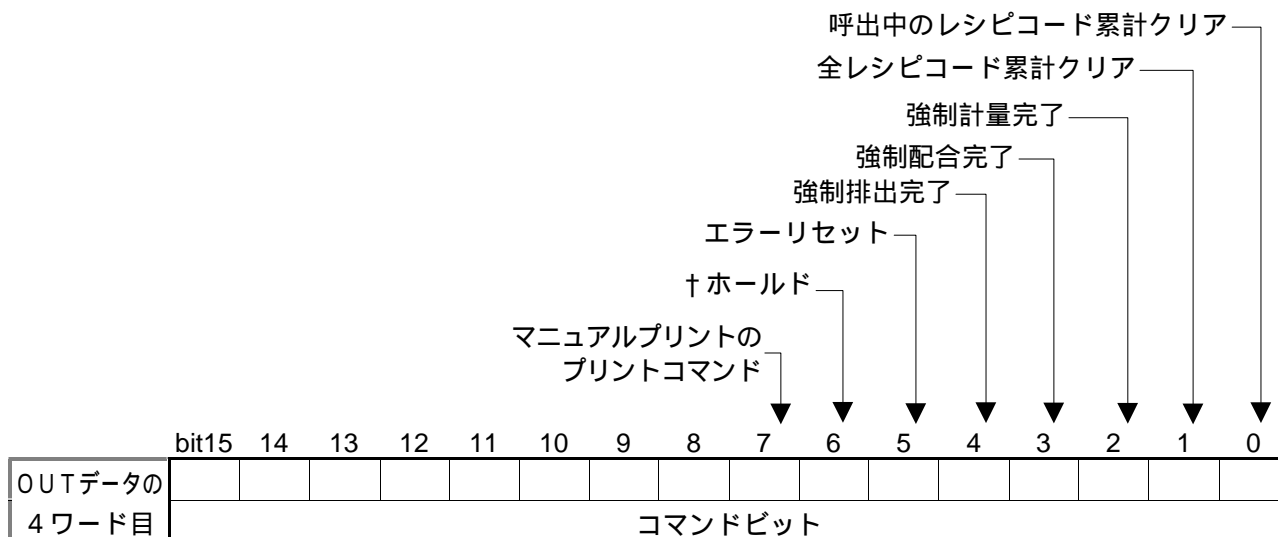 呼出中のレシピコード累計クリア
全レシピコード累計クリア
強制計量完了
強制配合完了
強制排出完了
エラーリセット
†ホールド
マニュアルプリントの
プリントコマンド
bit15 14 13 12 11 10 9 8 7 6 5 4 3 2 1 0
ＯＵＴデータの
４ワード目 コマンドビット